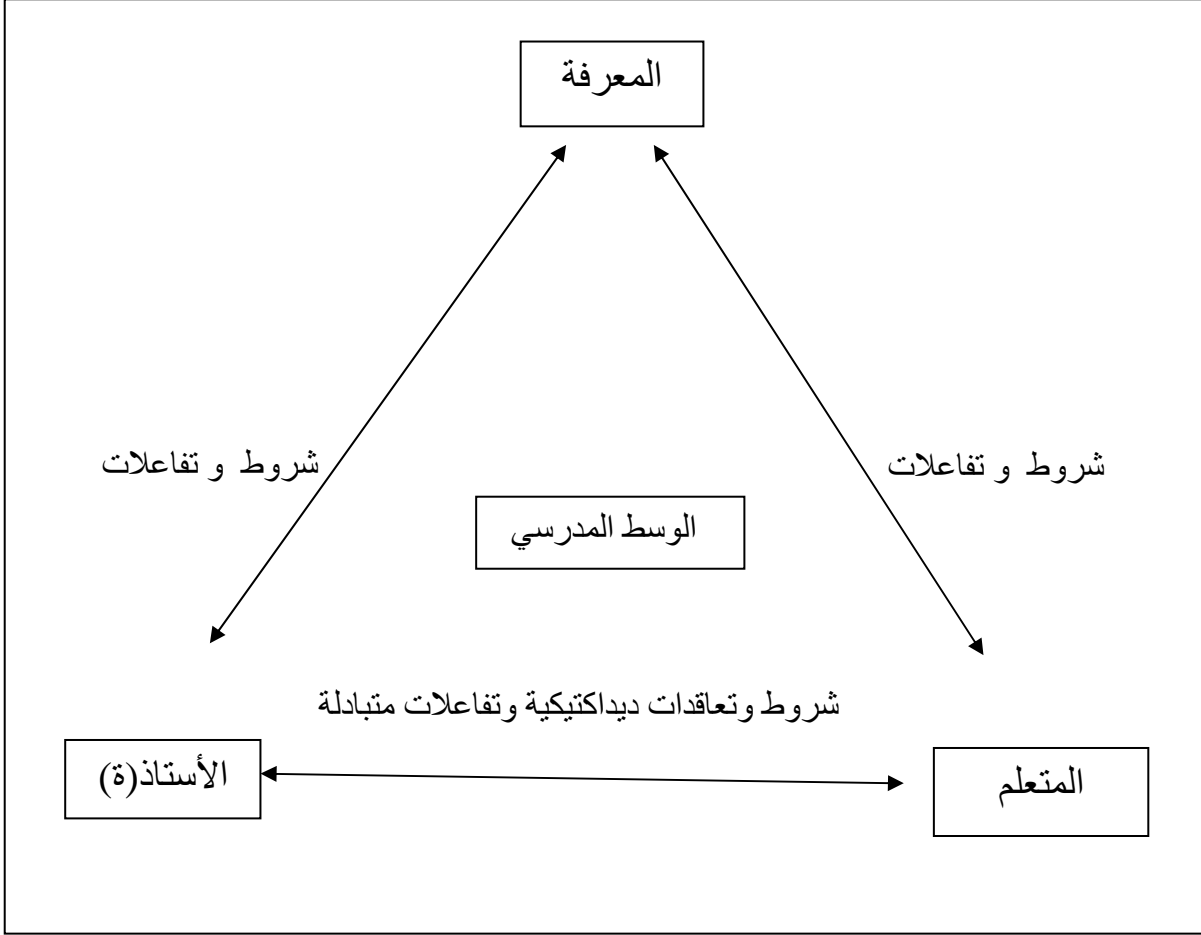 المعرفة
شروط و تفاعلات
شروط و تفاعلات
الوسط المدرسي
شروط وتعاقدات ديداكتيكية وتفاعلات متبادلة
المتعلم
الأستاذ(ة)